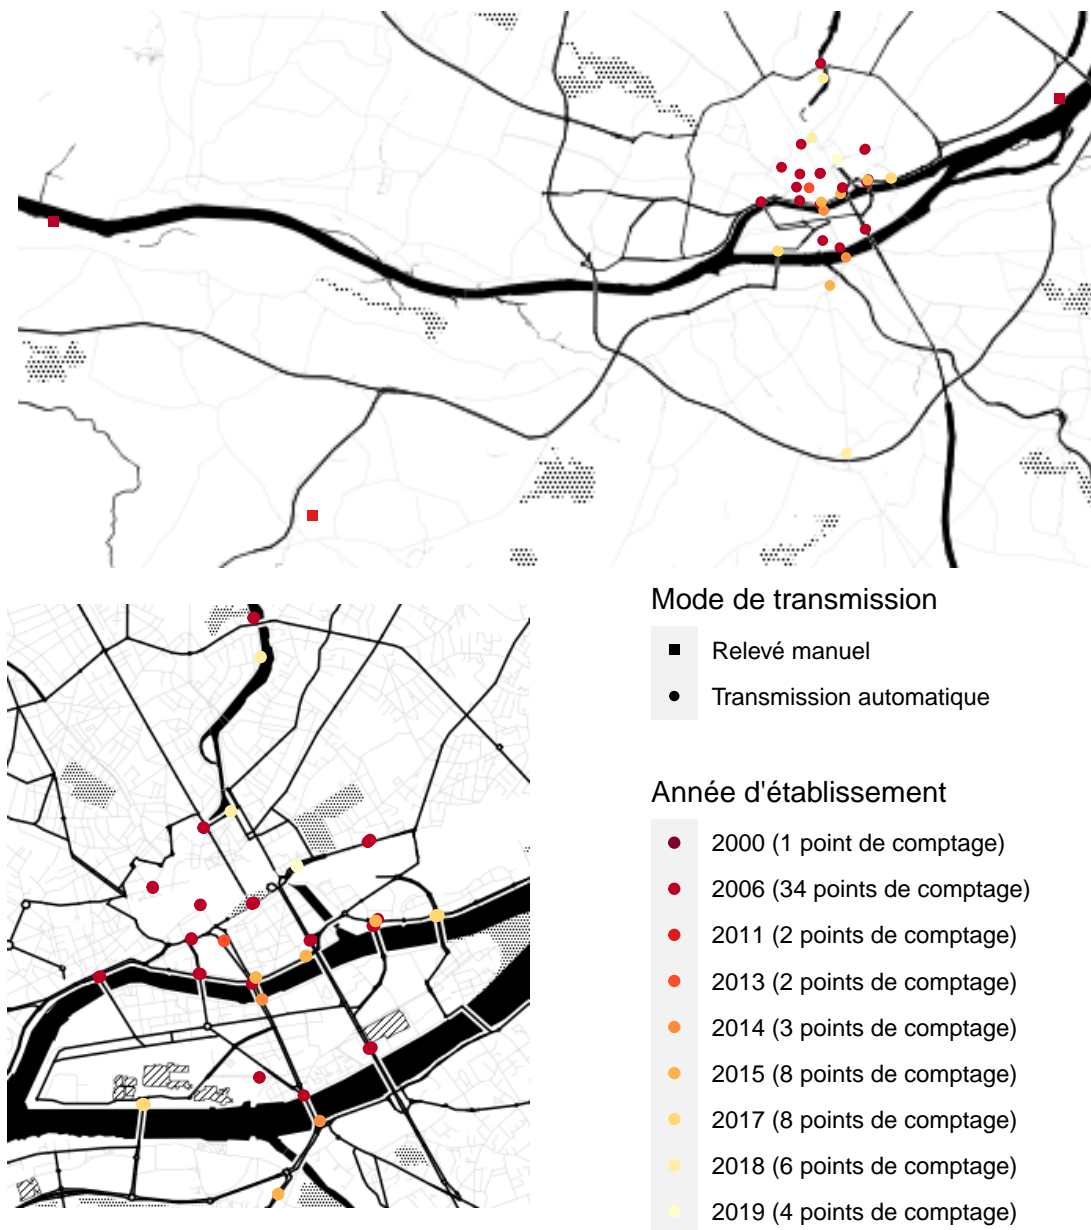 Mode de transmission
Relevé manuel
Transmission automatique
Année d'établissement
2000 (1 point de comptage)
2006 (34 points de comptage)
2011 (2 points de comptage)
2013 (2 points de comptage)
2014 (3 points de comptage)
2015 (8 points de comptage)
2017 (8 points de comptage)
2018 (6 points de comptage)
2019 (4 points de comptage)